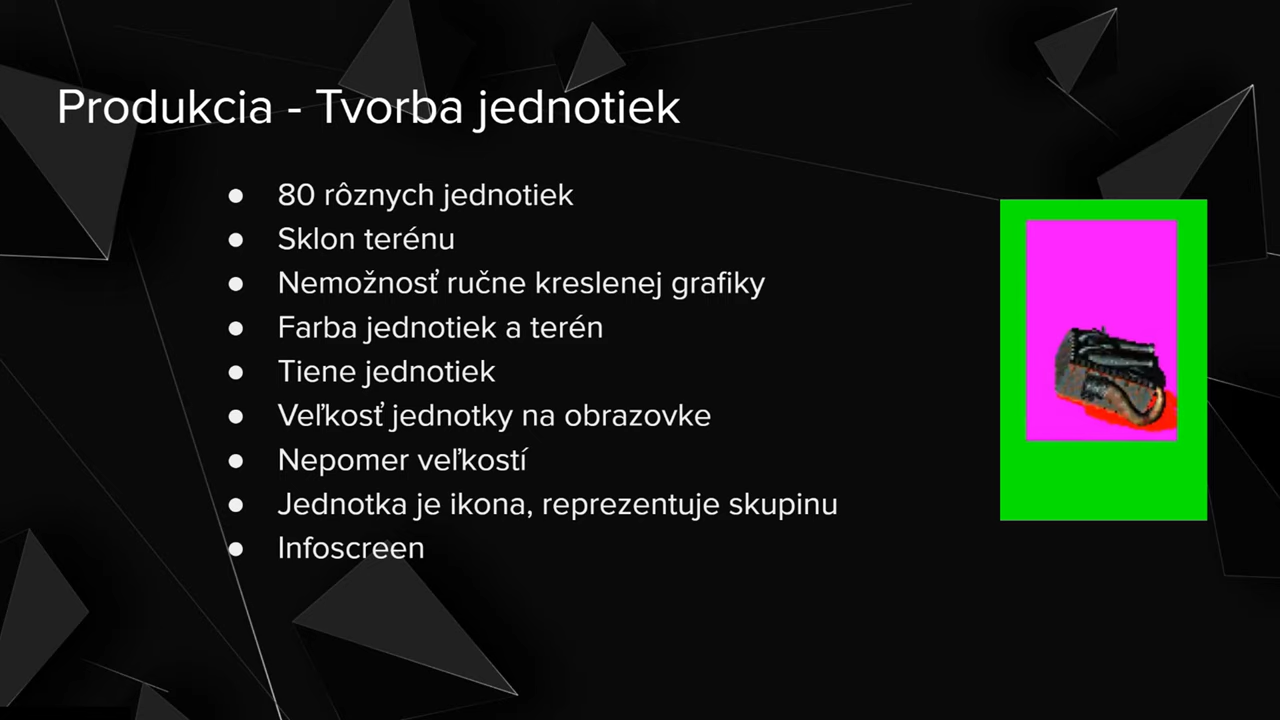 Produkcia - Tvorba jednotiek
● 80 rôznych jednotiek
● Sklon terénu
● Nemožnosť ručne kreslenej grafiky
● Farba jednotiek a terén
● Tiene jednotiek
● Veľkosť jednotky na obrazovke
● Nepomer veľkostí
● Jednotka je ikona, reprezentuje skupinu
● Infoscreen